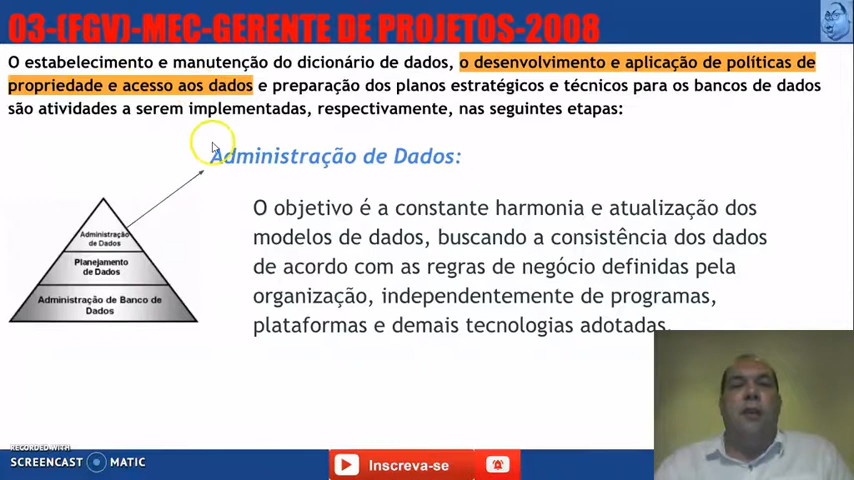 03-(FGV)-MEC-GERENTE DE PROJETOS-2008
O estabelecimento e manutenção do dicionário de dados, o desenvolvimento e aplicação de políticas de
propriedade e acesso aos dados e preparação dos planos estratégicos e técnicos para os bancos de dados
são atividades a serem implementadas, respectivamente, nas seguintes etapas:
Administração de Dados:
O objetivo é a constante harmonia e atualização dos
modelos de dados, buscando a consistência dos dados
de acordo com as regras de negócio definidas pela
organização, independentemente de programas,
plataformas e demais tecnologias adotadas.
Administração
de Dados
Planejamento
de Dados
Administração de Banco de
Dados
RECORDED WITH
SCREENCAST MATIC
Inscreva-se